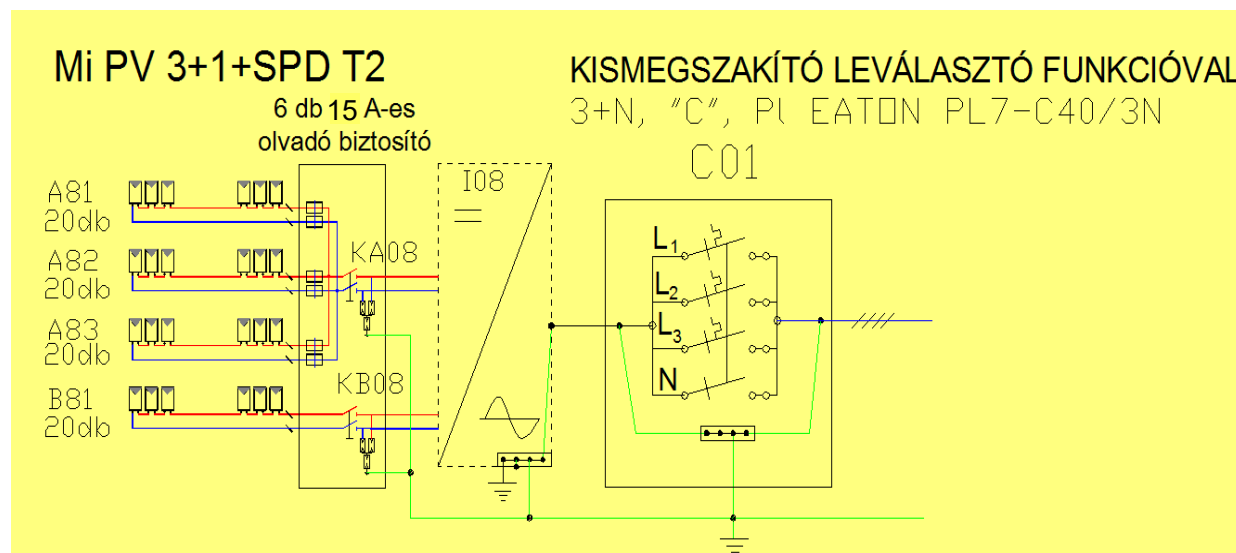 Mi PV 3+1+SPD T2
6 db 15 A-es
olvadó biztosító
KISMEGSZAKÍTÓ LEVÁLASZTÓ FUNKCIÓVAL
3+N, "C", PL EATON PL7-C40/3N
C01
A81
20db
A82
20db
A83
20db
B81
20db
KA08
KB08
I08
L1
L2
L3
N